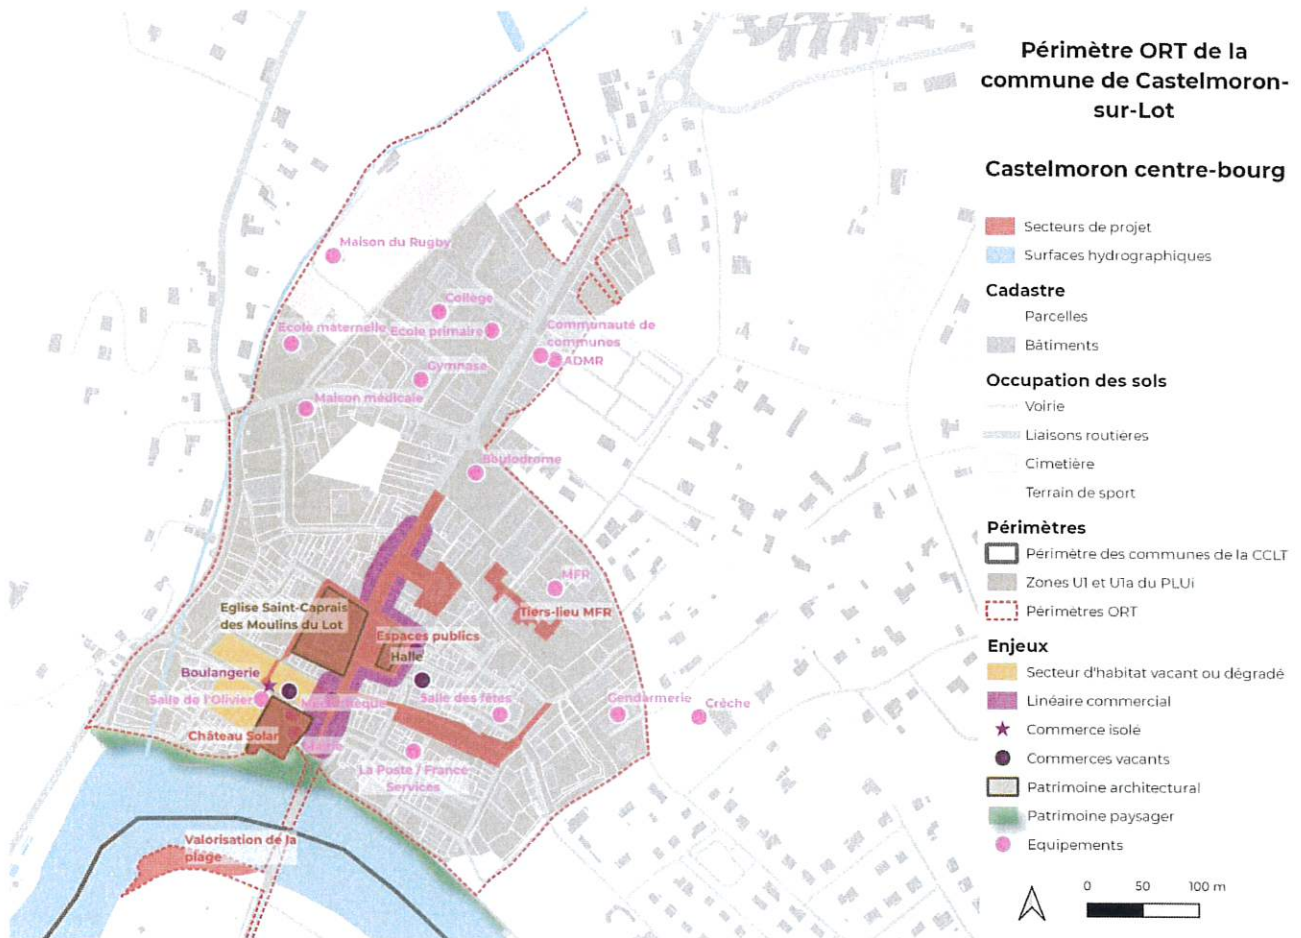 Périmètre ORT de la
commune de Castelmoron-
sur-Lot
Castelmoron centre-bourg
Secteurs de projet
Surfaces hydrographiques
Cadastre
Parcelles
Bâtiments
Occupation des sols
Voirie
Liaisons routières
Cimetière
Terrain de sport
Périmètres
Périmètre des communes de la CCLT
Zones U1 et U1a du PLUi
Périmètres ORT
Enjeux
Secteur d'habitat vacant ou dégradé
Linéaire commercial
Commerce isolé
Commerces vacants
Patrimoine architectural
Patrimoine paysager
Equipements
0 50 100 m
Maison du Rugby
Collège
Ecole maternelle
Ecole primaire
Communauté de
communes
ADMR
Gymnase
Maison médicale
Boulodrome
MFR
Tiers-lieu MFR
Eglise Saint-Caprais
des Moulins du Lot
Espaces publics
Halle
Boulangerie
Salle de l'Olivier
Médiathèque
Salle des fêtes
Gendarmerie
Crèche
Château Solar
La Poste / France
Services
Valorisation de la
plage